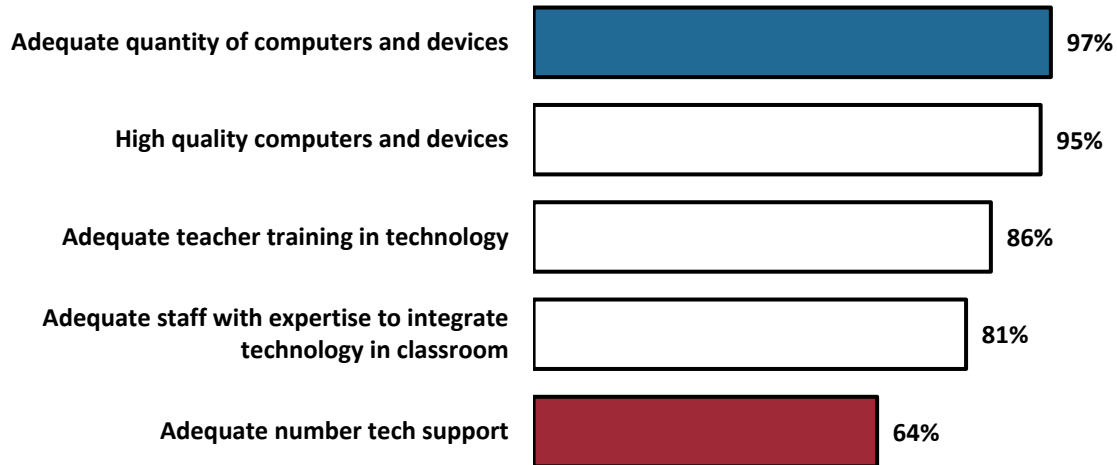 Adequate quantity of computers and devices 97%
High quality computers and devices 95%
Adequate teacher training in technology 86%
Adequate staff with expertise to integrate
technology in classroom 81%
Adequate number tech support 64%